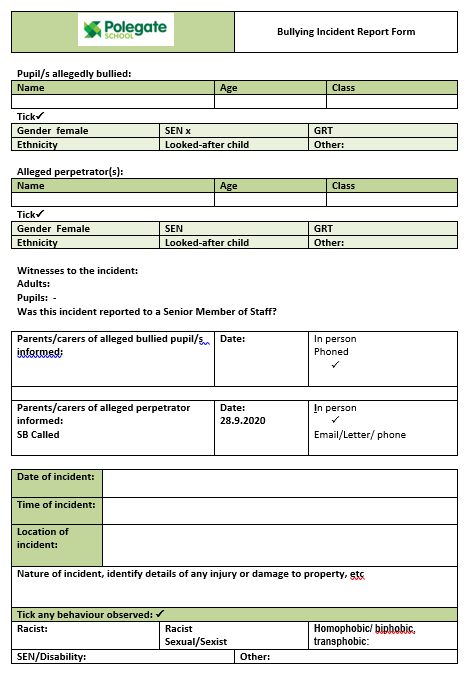 Polegate
SCHOOL
Bullying Incident Report Form
Pupil/s allegedly bullied:
Name Age Class
Tick✓
Gender female SEN x GRT
Ethnicity Looked-after child Other:
Alleged perpetrator(s):
Name Age Class
Tick✓
Gender Female SEN GRT
Ethnicity Looked-after child Other:
Witnesses to the incident:
Adults:
Pupils: -
Was this incident reported to a Senior Member of Staff?
Parents/carers of alleged bullied pupil/s informed:
Date:
In person
Phoned
✓
Parents/carers of alleged perpetrator informed:
SB Called
Date:
28.9.2020
In person
✓
Email/Letter/ phone
Date of incident:
Time of incident:
Location of incident:
Nature of incident, identify details of any injury or damage to property, etc
Tick any behaviour observed: ✓
Racist:
Racist
Sexual/Sexist
Homophobic/ biphobic,
transphobic:
SEN/Disability: Other: